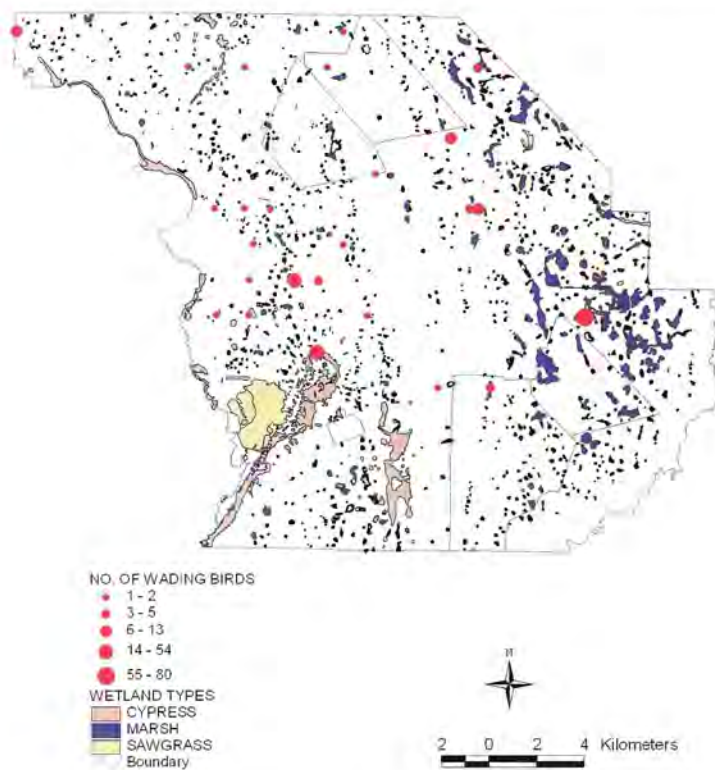 NO. OF WADING BIRDS
1 - 2
3 - 5
6 - 13
14 - 54
55 - 80
WETLAND TYPES
CYPRESS
MARSH
SAWGRASS
Boundary
N
2 0 2 4 Kilometers